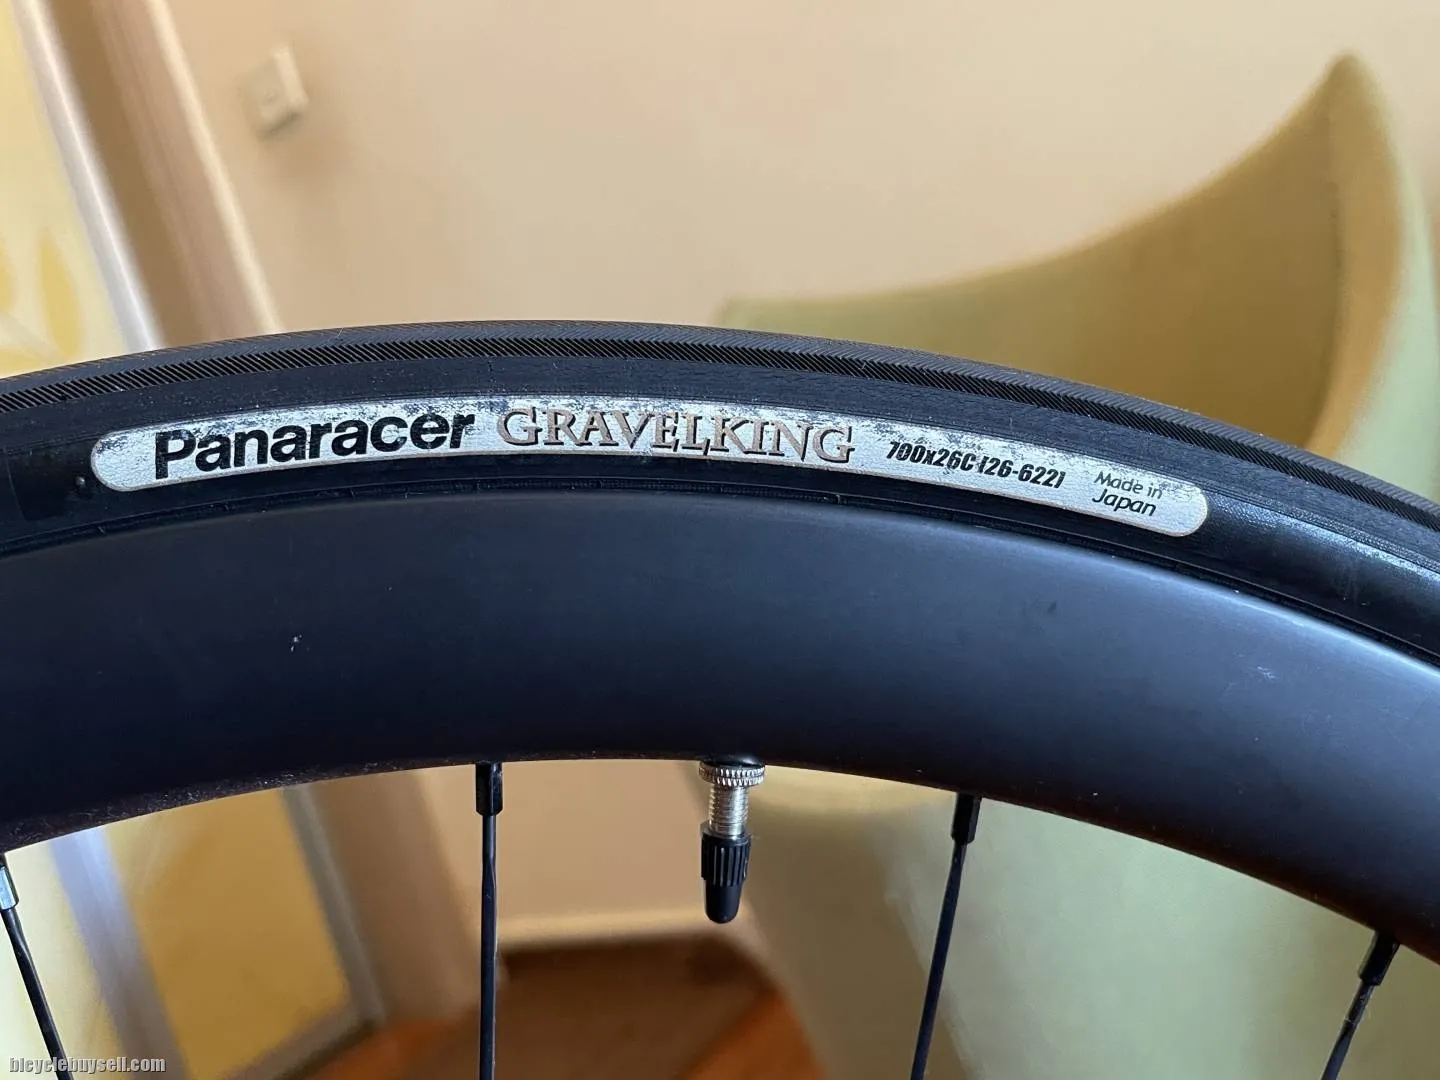 Panaracer GRAVELKING 700x26C [26-622] Made in
Japan
bicyclebuysell.com